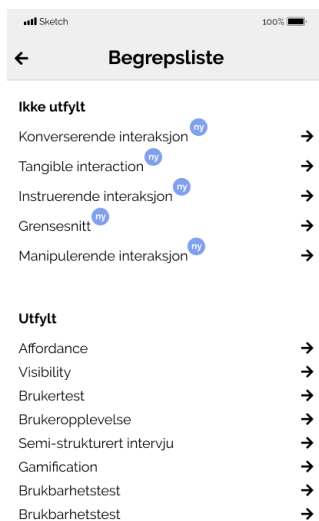 Sketch 100%
Begrepsliste
Ikke utfylt
Konverserende interaksjon ny
Tangible interaction ny
Instruerende interaksjon ny
Grensesnitt ny
Manipulerende interaksjon ny
Utfylt
Affordance
Visibility
Brukertest
Brukeropplevelse
Semi-strukturert intervju
Gamification
Brukbarhetstest
Brukbarhetstest